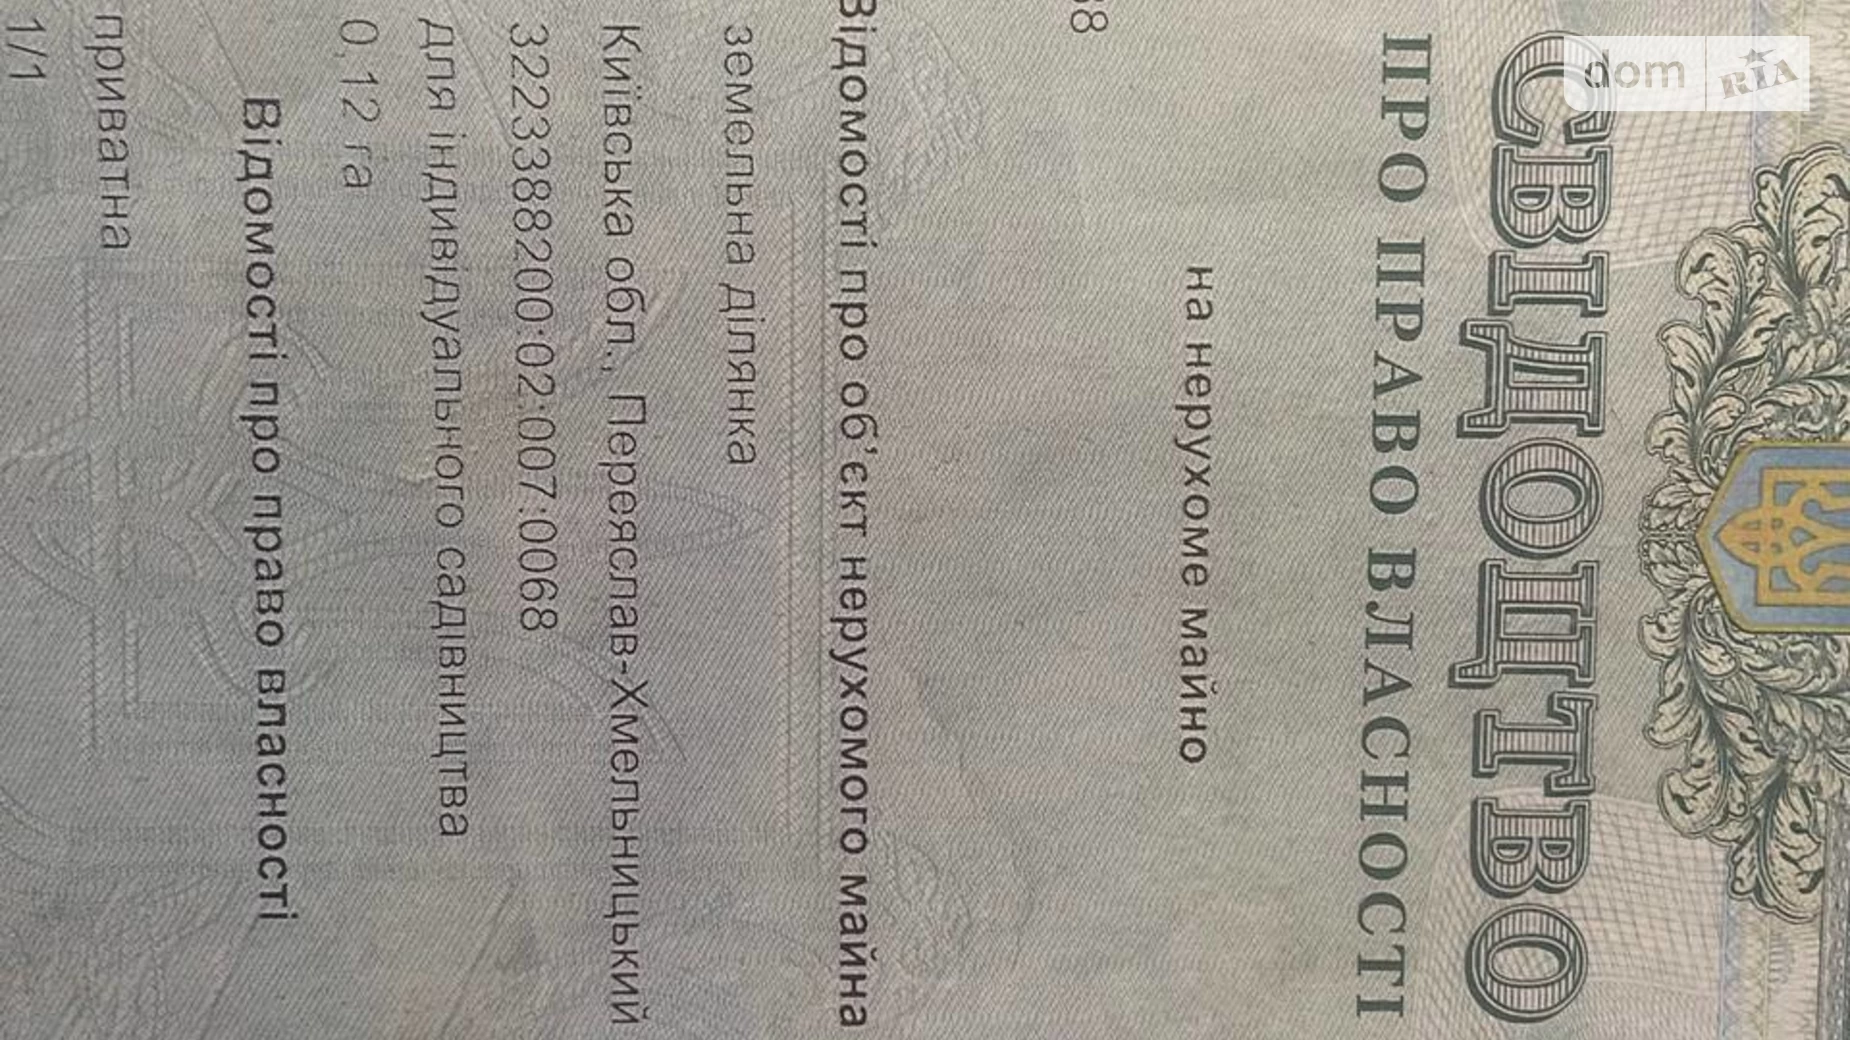 dom RIA
СВІДОЦТВО
ПРО ПРАВО ВЛАСНОСТІ
на нерухоме майно
Відомості про об'єкт нерухомого майна
земельна ділянка
Київська обл., Переяслав-Хмельницький
3223388200:02:007:0068
для індивідуального садівництва
0,12 га
Відомості про право власності
приватна
1/1